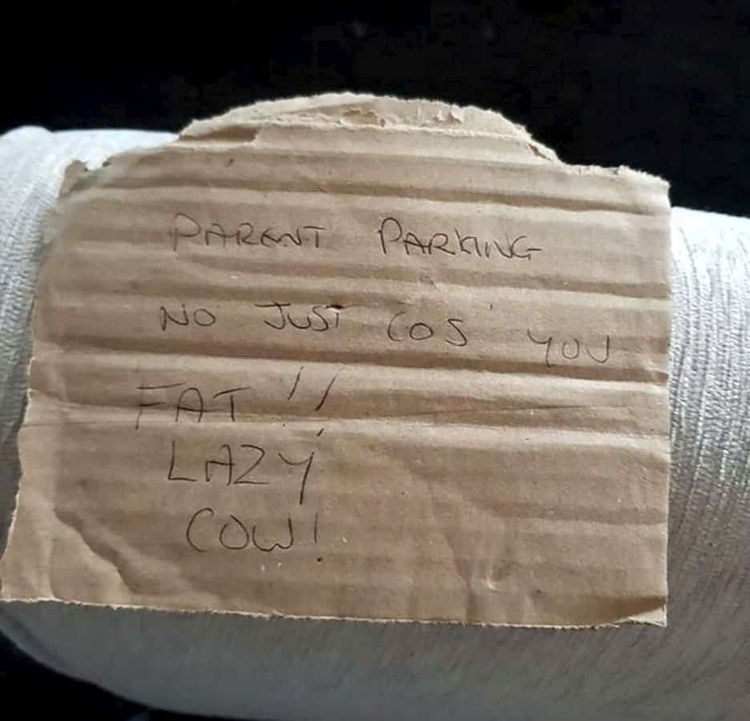 PARENT PARKING
NO JUST COS' YOU
FAT!!
LAZY
COW!